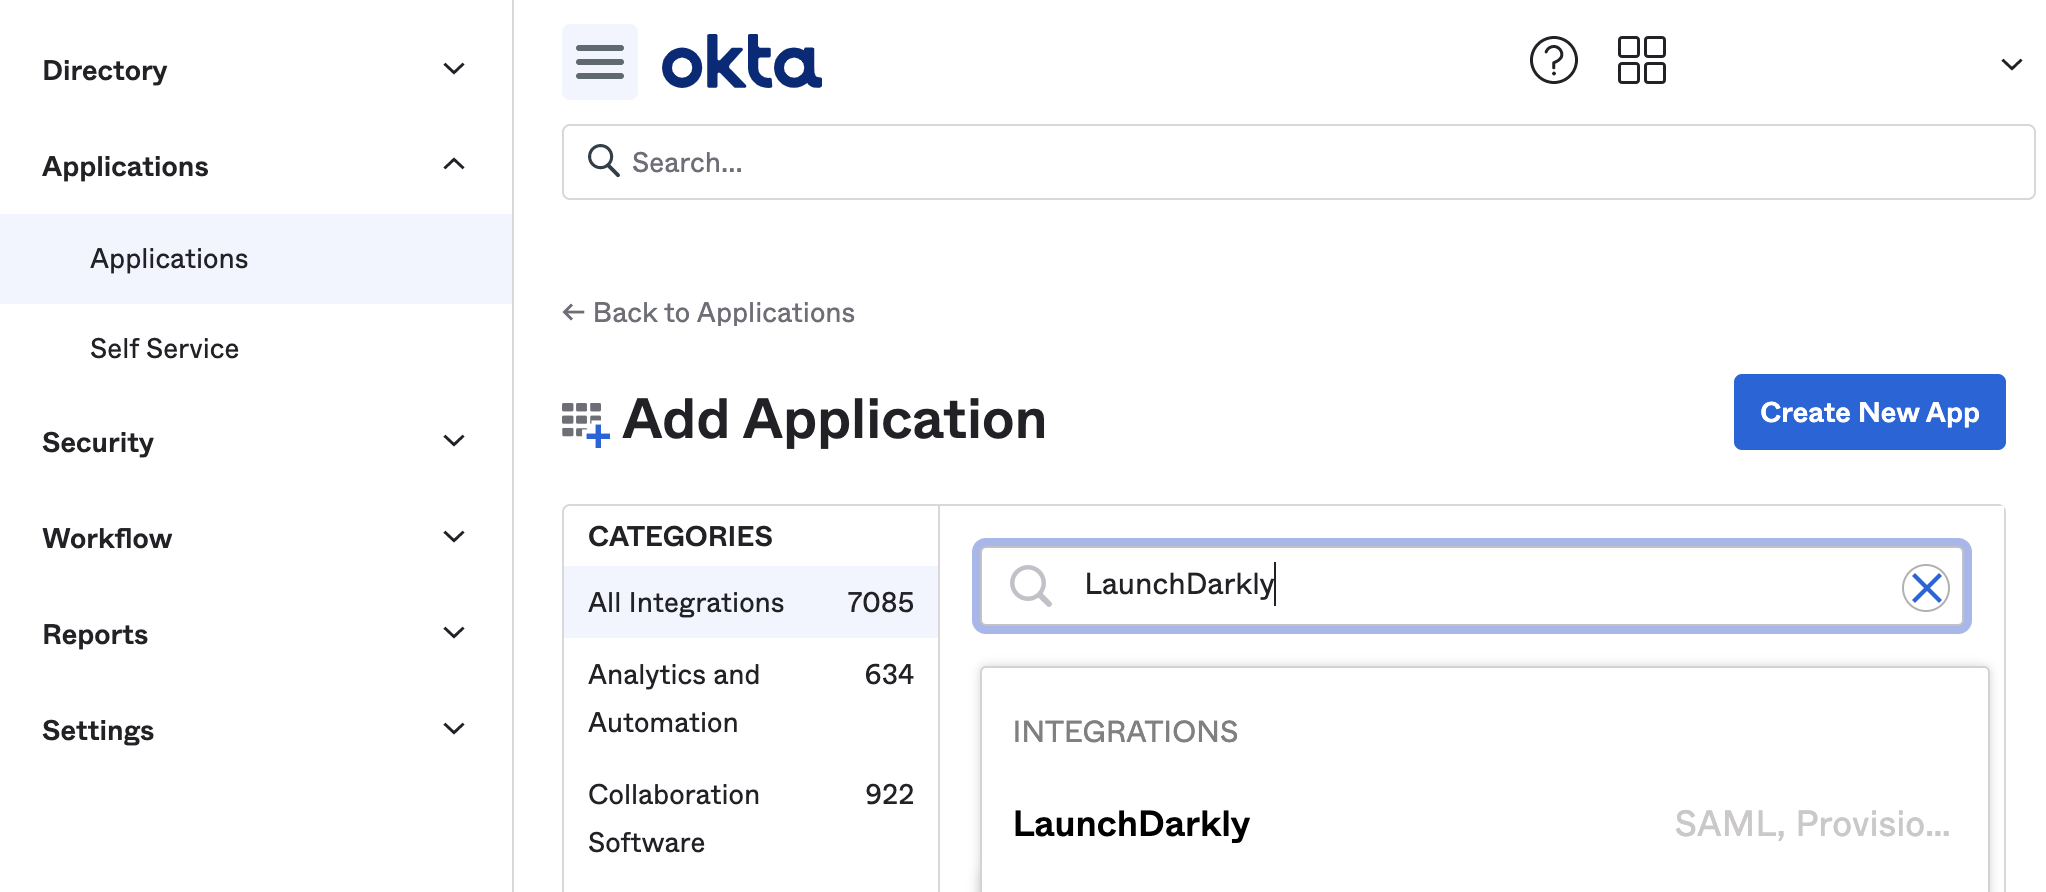 Directory
Applications
Applications
Self Service
Security
Workflow
Reports
Settings
okta
Search...
← Back to Applications
Add Application
Create New App
CATEGORIES
All Integrations 7085
Analytics and 634
Automation
Collaboration 922
Software
LaunchDarkly
INTEGRATIONS
LaunchDarkly SAML, Provisio...